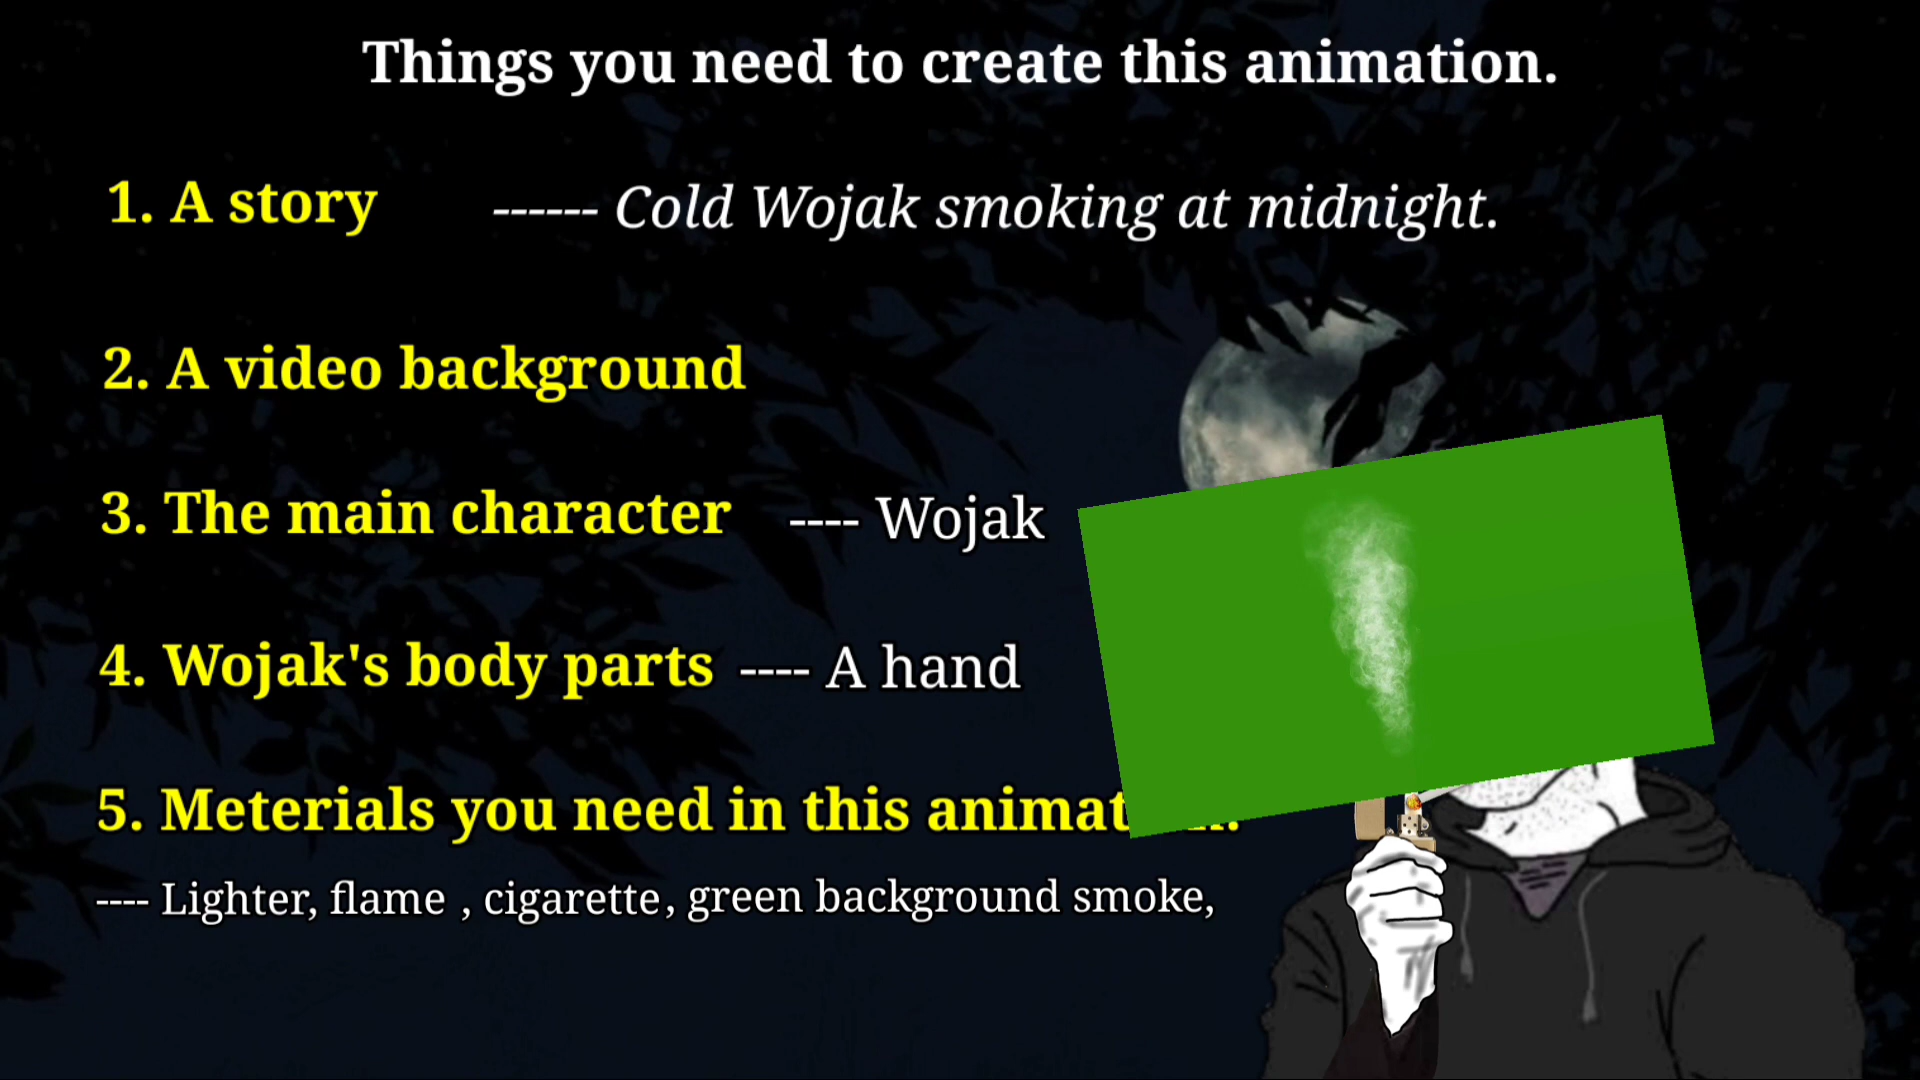 Things you need to create this animation.
1. A story ------ Cold Wojak smoking at midnight.
2. A video background
3. The main character ---- Wojak
4. Wojak's body parts ---- A hand
5. Meterials you need in this
---- Lighter, flame , cigarette, green background smoke,